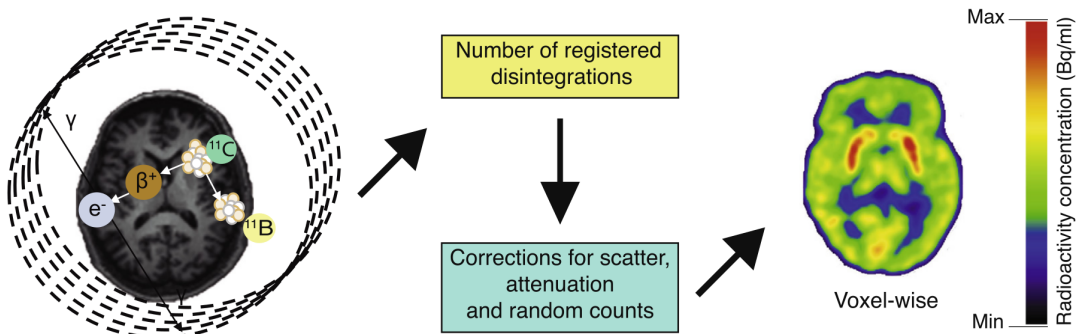 γ
¹¹C
β⁺
e⁻
¹¹B
γ
Number of registered
disintegrations
Corrections for scatter,
attenuation
and random counts
Voxel-wise
Max
Min
Radioactivity concentration (Bq/ml)